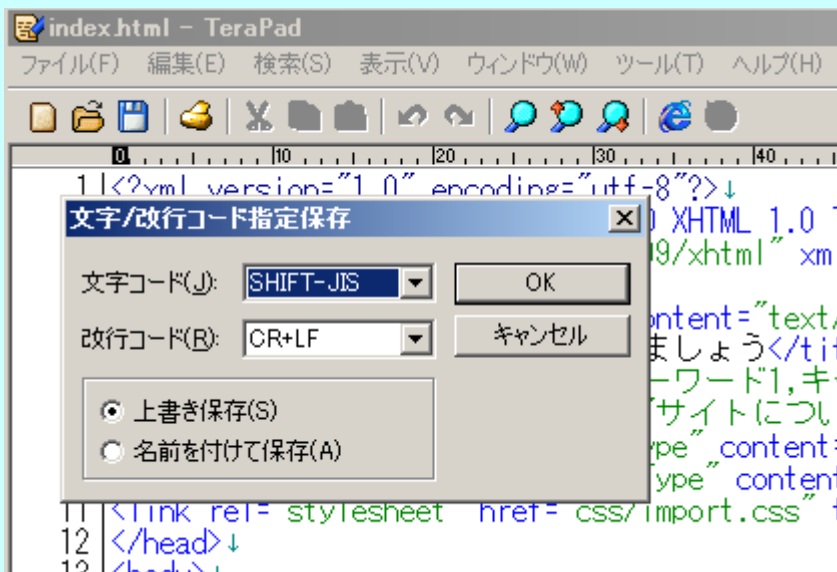 index.html - TeraPad
ファイル(F) 編集(E) 検索(S) 表示(V) ウィンドウ(W) ツール(T) ヘルプ(H)
0 10 20 30 40
1 <?xml version="1.0" encoding="utf-8"?>↓
文字/改行コード指定保存
XHTML 1.0
9/xhtml" xm
文字コード(J): SHIFT-JIS OK
ontent="text/
改行コード(R): CR+LF キャンセル
ましょう</tit
ーワード1,キ
上書き保存(S)
サイトについ
名前を付けて保存(A)
pe" content=
ype" content
11 <link rel="stylesheet" href="css/import.css"
12 </head>↓
13 <body>↓